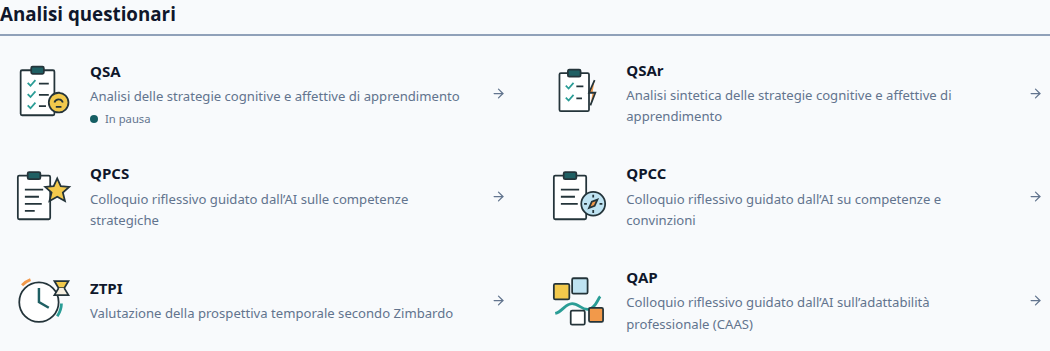 Analisi questionari
QSA
Analisi delle strategie cognitive e affettive di apprendimento
In pausa
QSAr
Analisi sintetica delle strategie cognitive e affettive di
apprendimento
QPCS
Colloquio riflessivo guidato dall'AI sulle competenze
strategiche
QPCC
Colloquio riflessivo guidato dall'AI su competenze e
convinzioni
ZTPI
Valutazione della prospettiva temporale secondo Zimbardo
QAP
Colloquio riflessivo guidato dall'AI sull'adattabilità
professionale (CAAS)